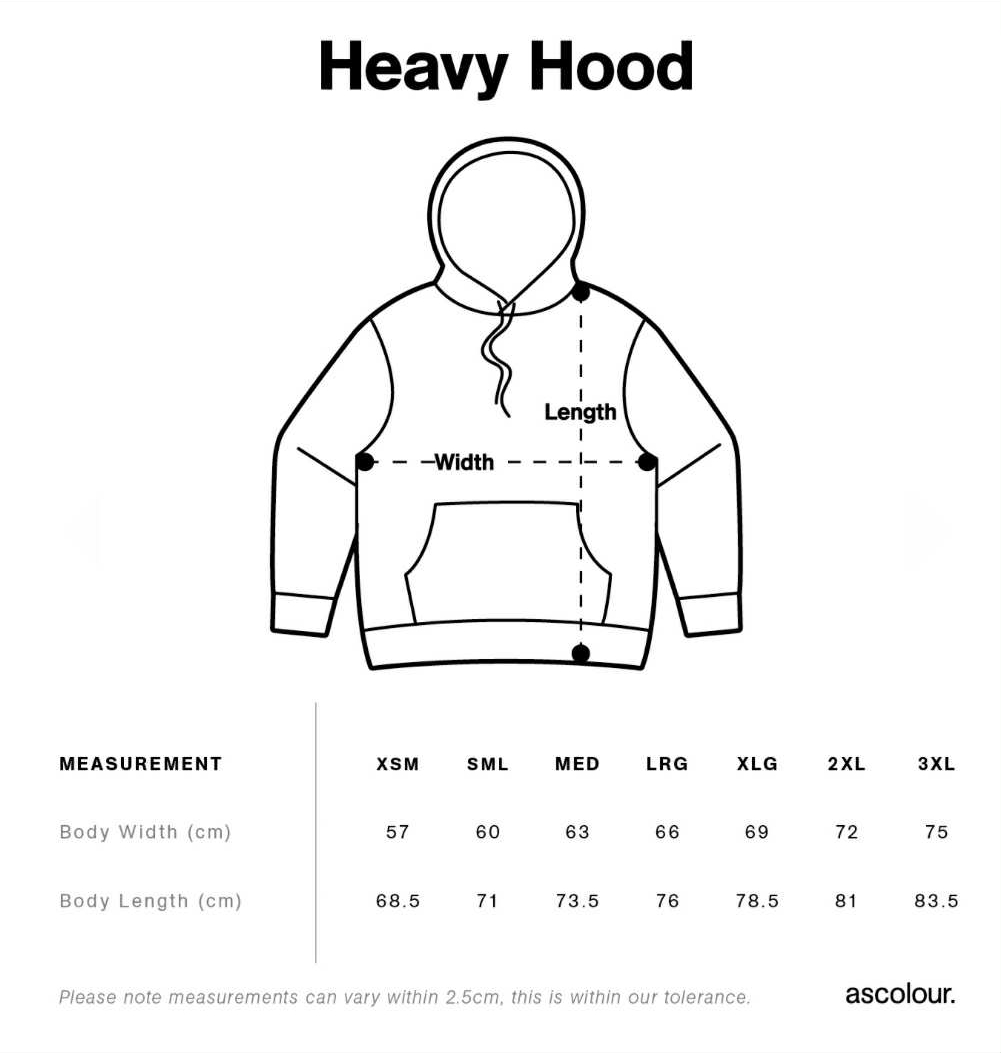 Heavy Hood
Length
Width
MEASUREMENT XSM SML MED LRG XLG 2XL 3XL
Body Width (cm) 57 60 63 66 69 72 75
Body Length (cm) 68.5 71 73.5 76 78.5 81 83.5
Please note measurements can vary within 2.5cm, this is within our tolerance.
ascolour.